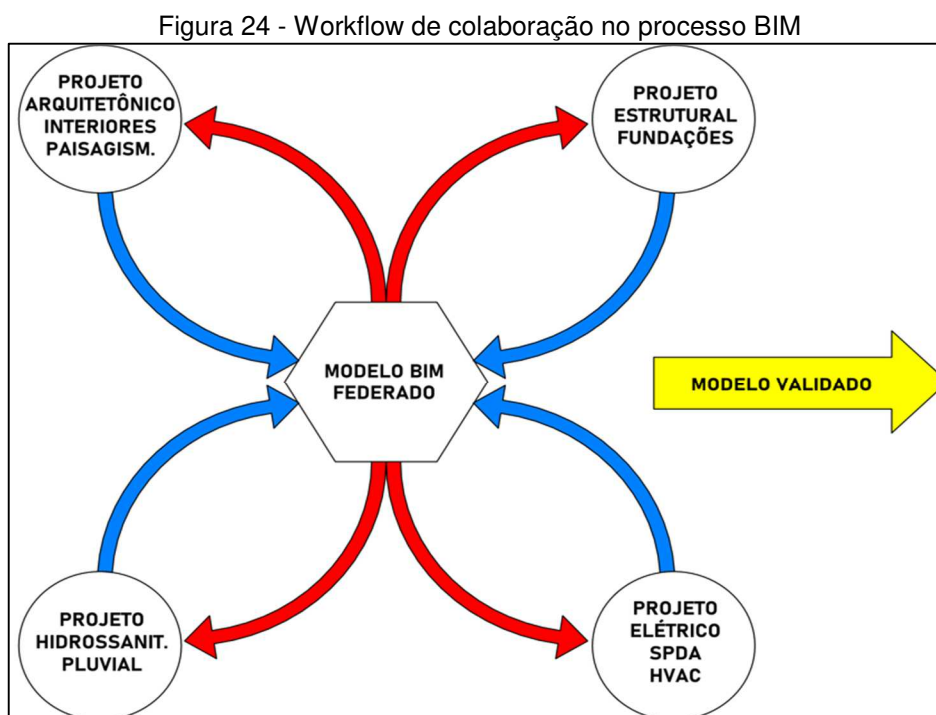 Figura 24 - Workflow de colaboração no processo BIM
PROJETO
ARQUITETÔNICO
INTERIORES
PAISAGISM.
PROJETO
ESTRUTURAL
FUNDAÇÕES
MODELO BIM
FEDERADO
MODELO VALIDADO
PROJETO
HIDROSSANIT.
PLUVIAL
PROJETO
ELÉTRICO
SPDA
HVAC